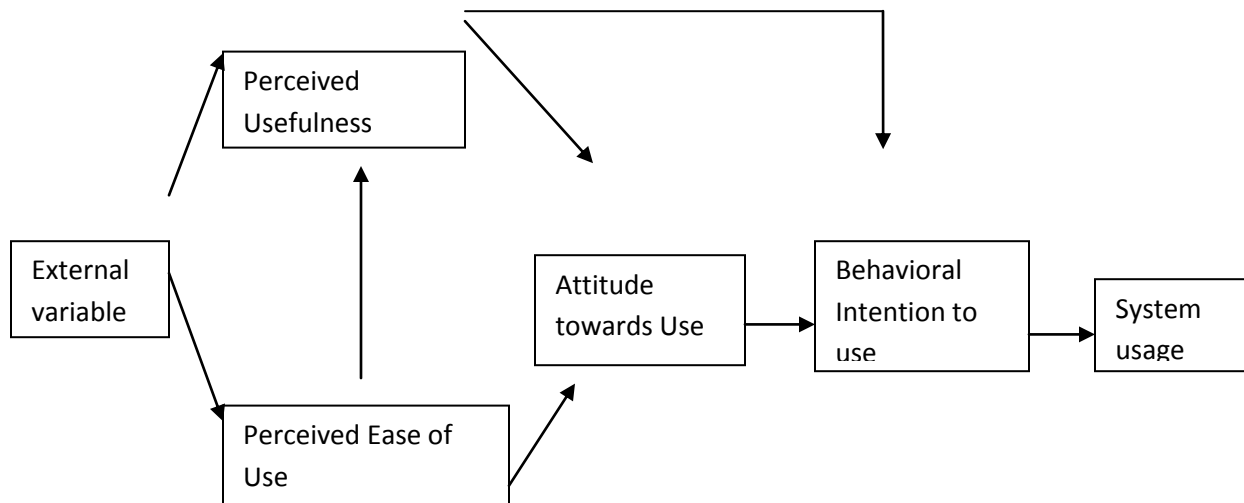 Perceived
Usefulness
External
variable
Attitude
towards Use
Behavioral
Intention to
use
System
usage
Perceived Ease of
Use